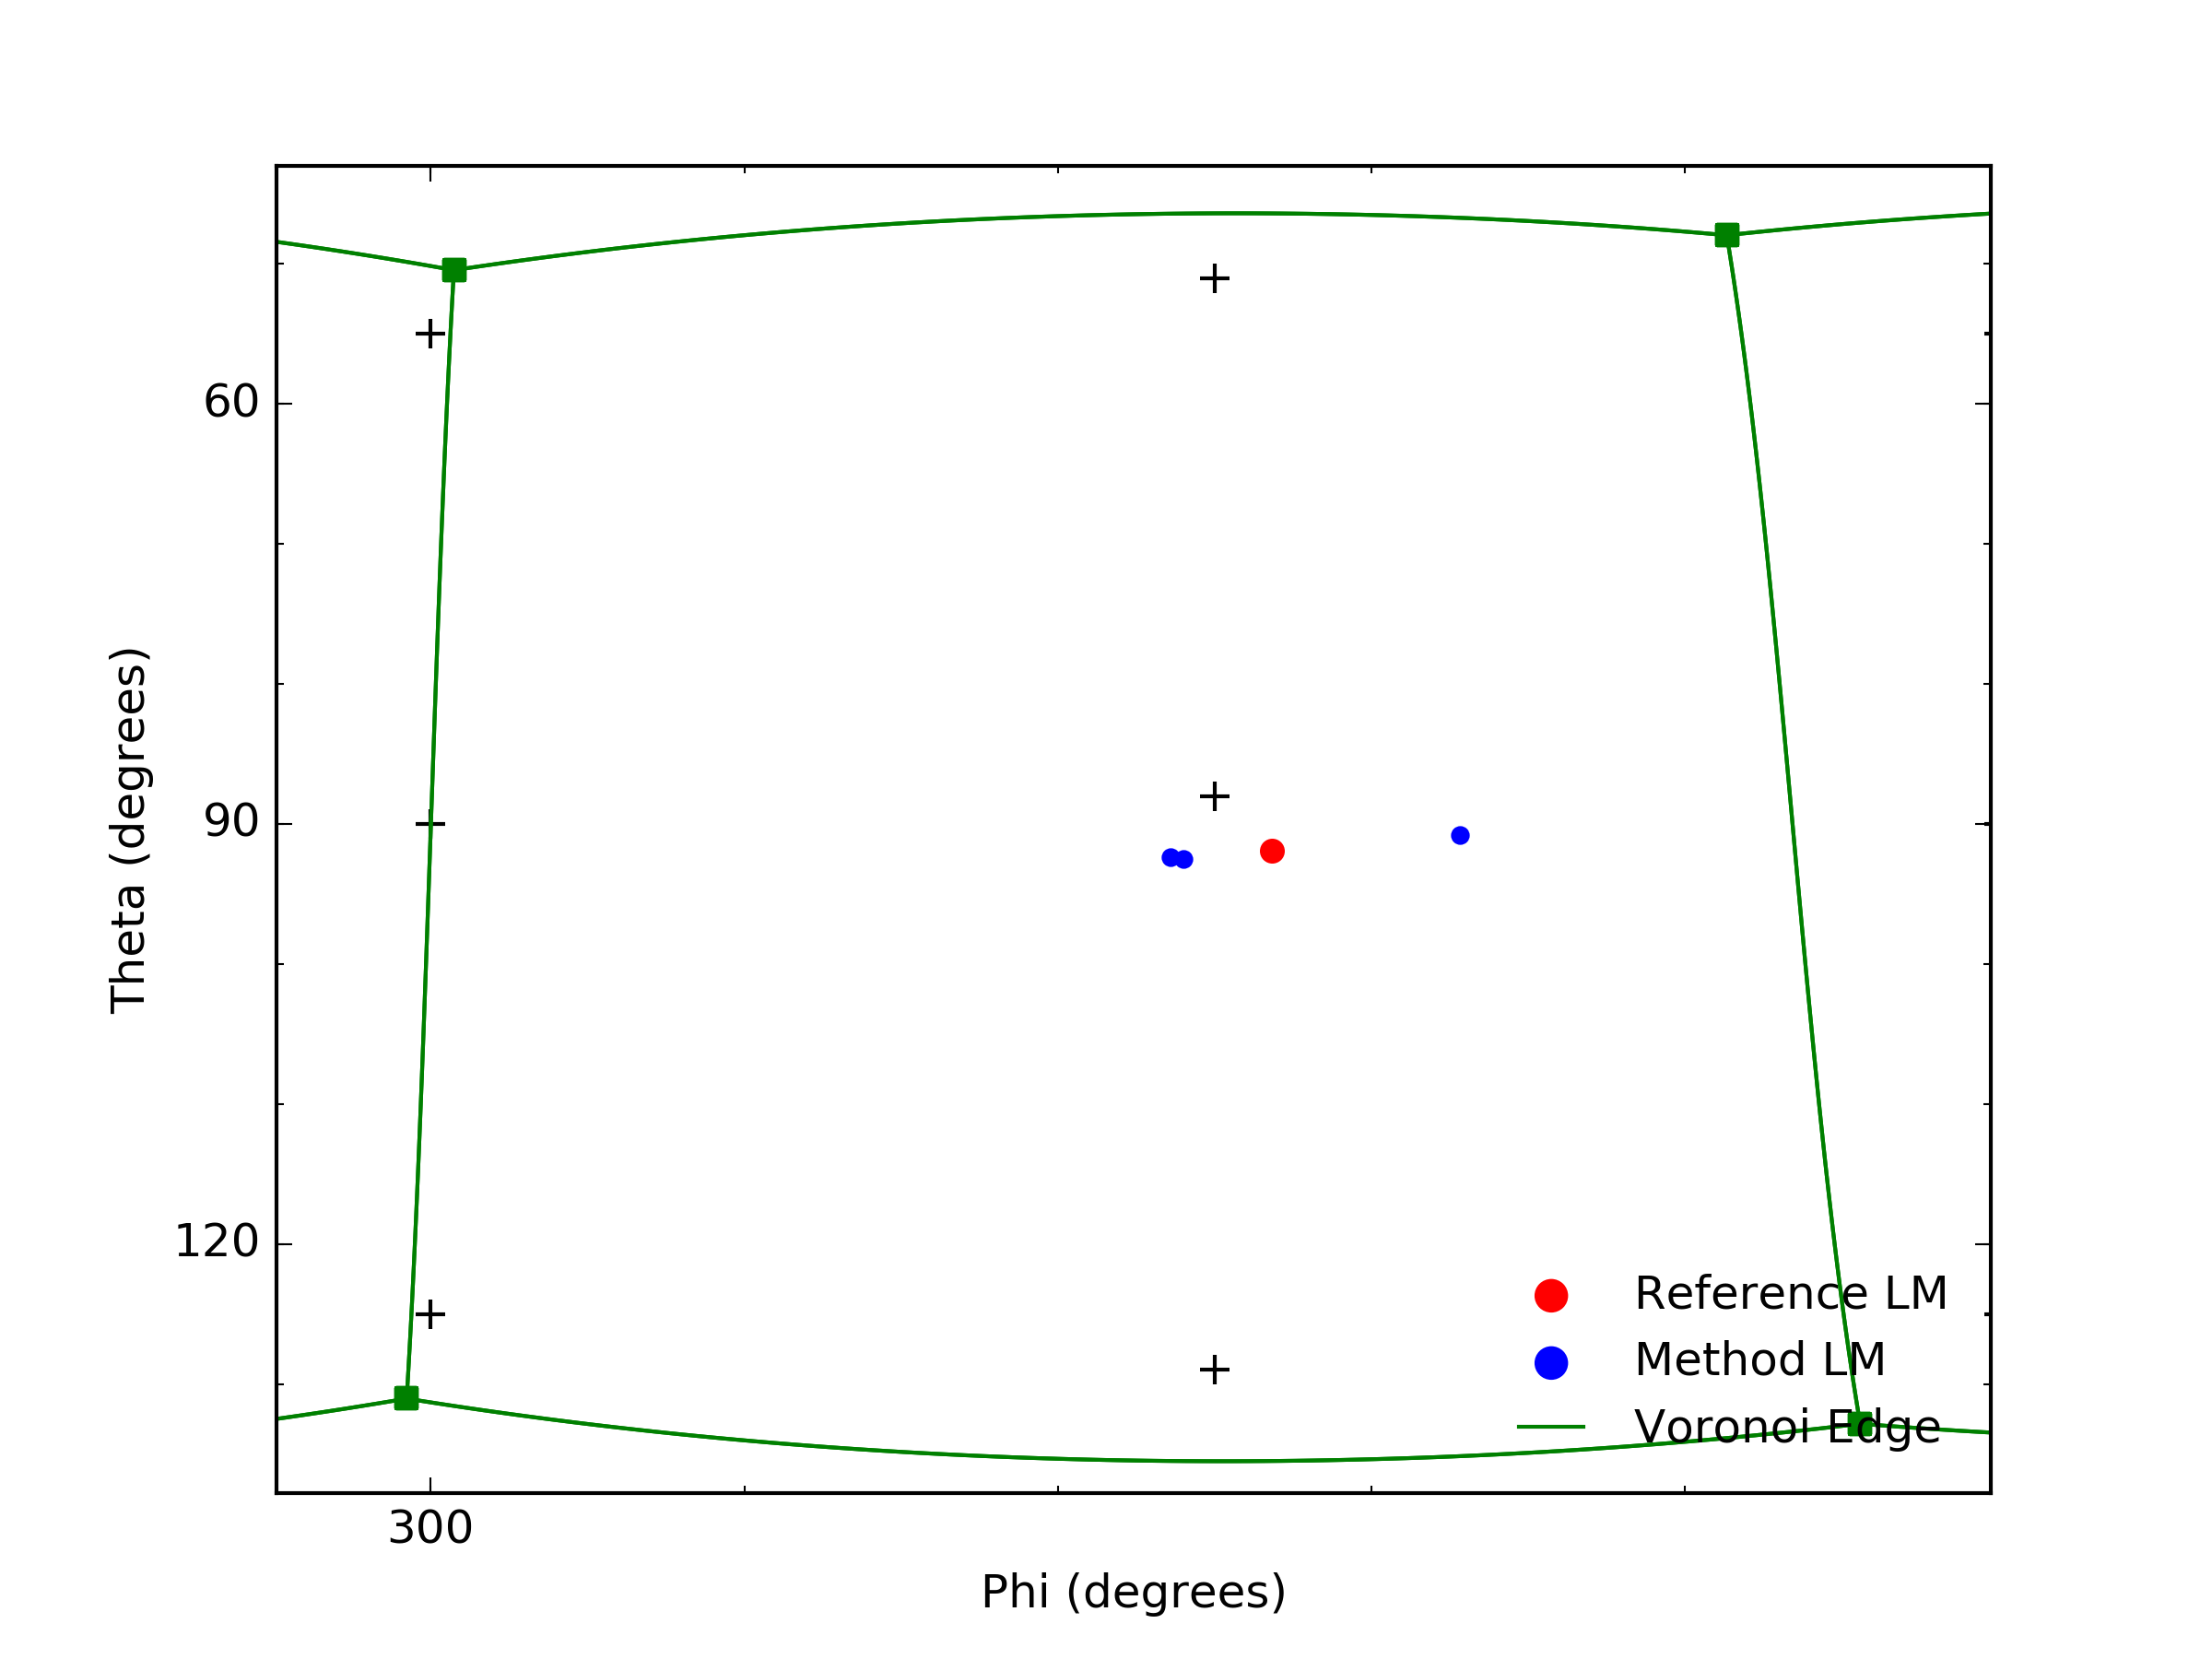 60
90
120
300
Theta (degrees)
Phi (degrees)
Reference LM
Method LM
Voronoi Edge